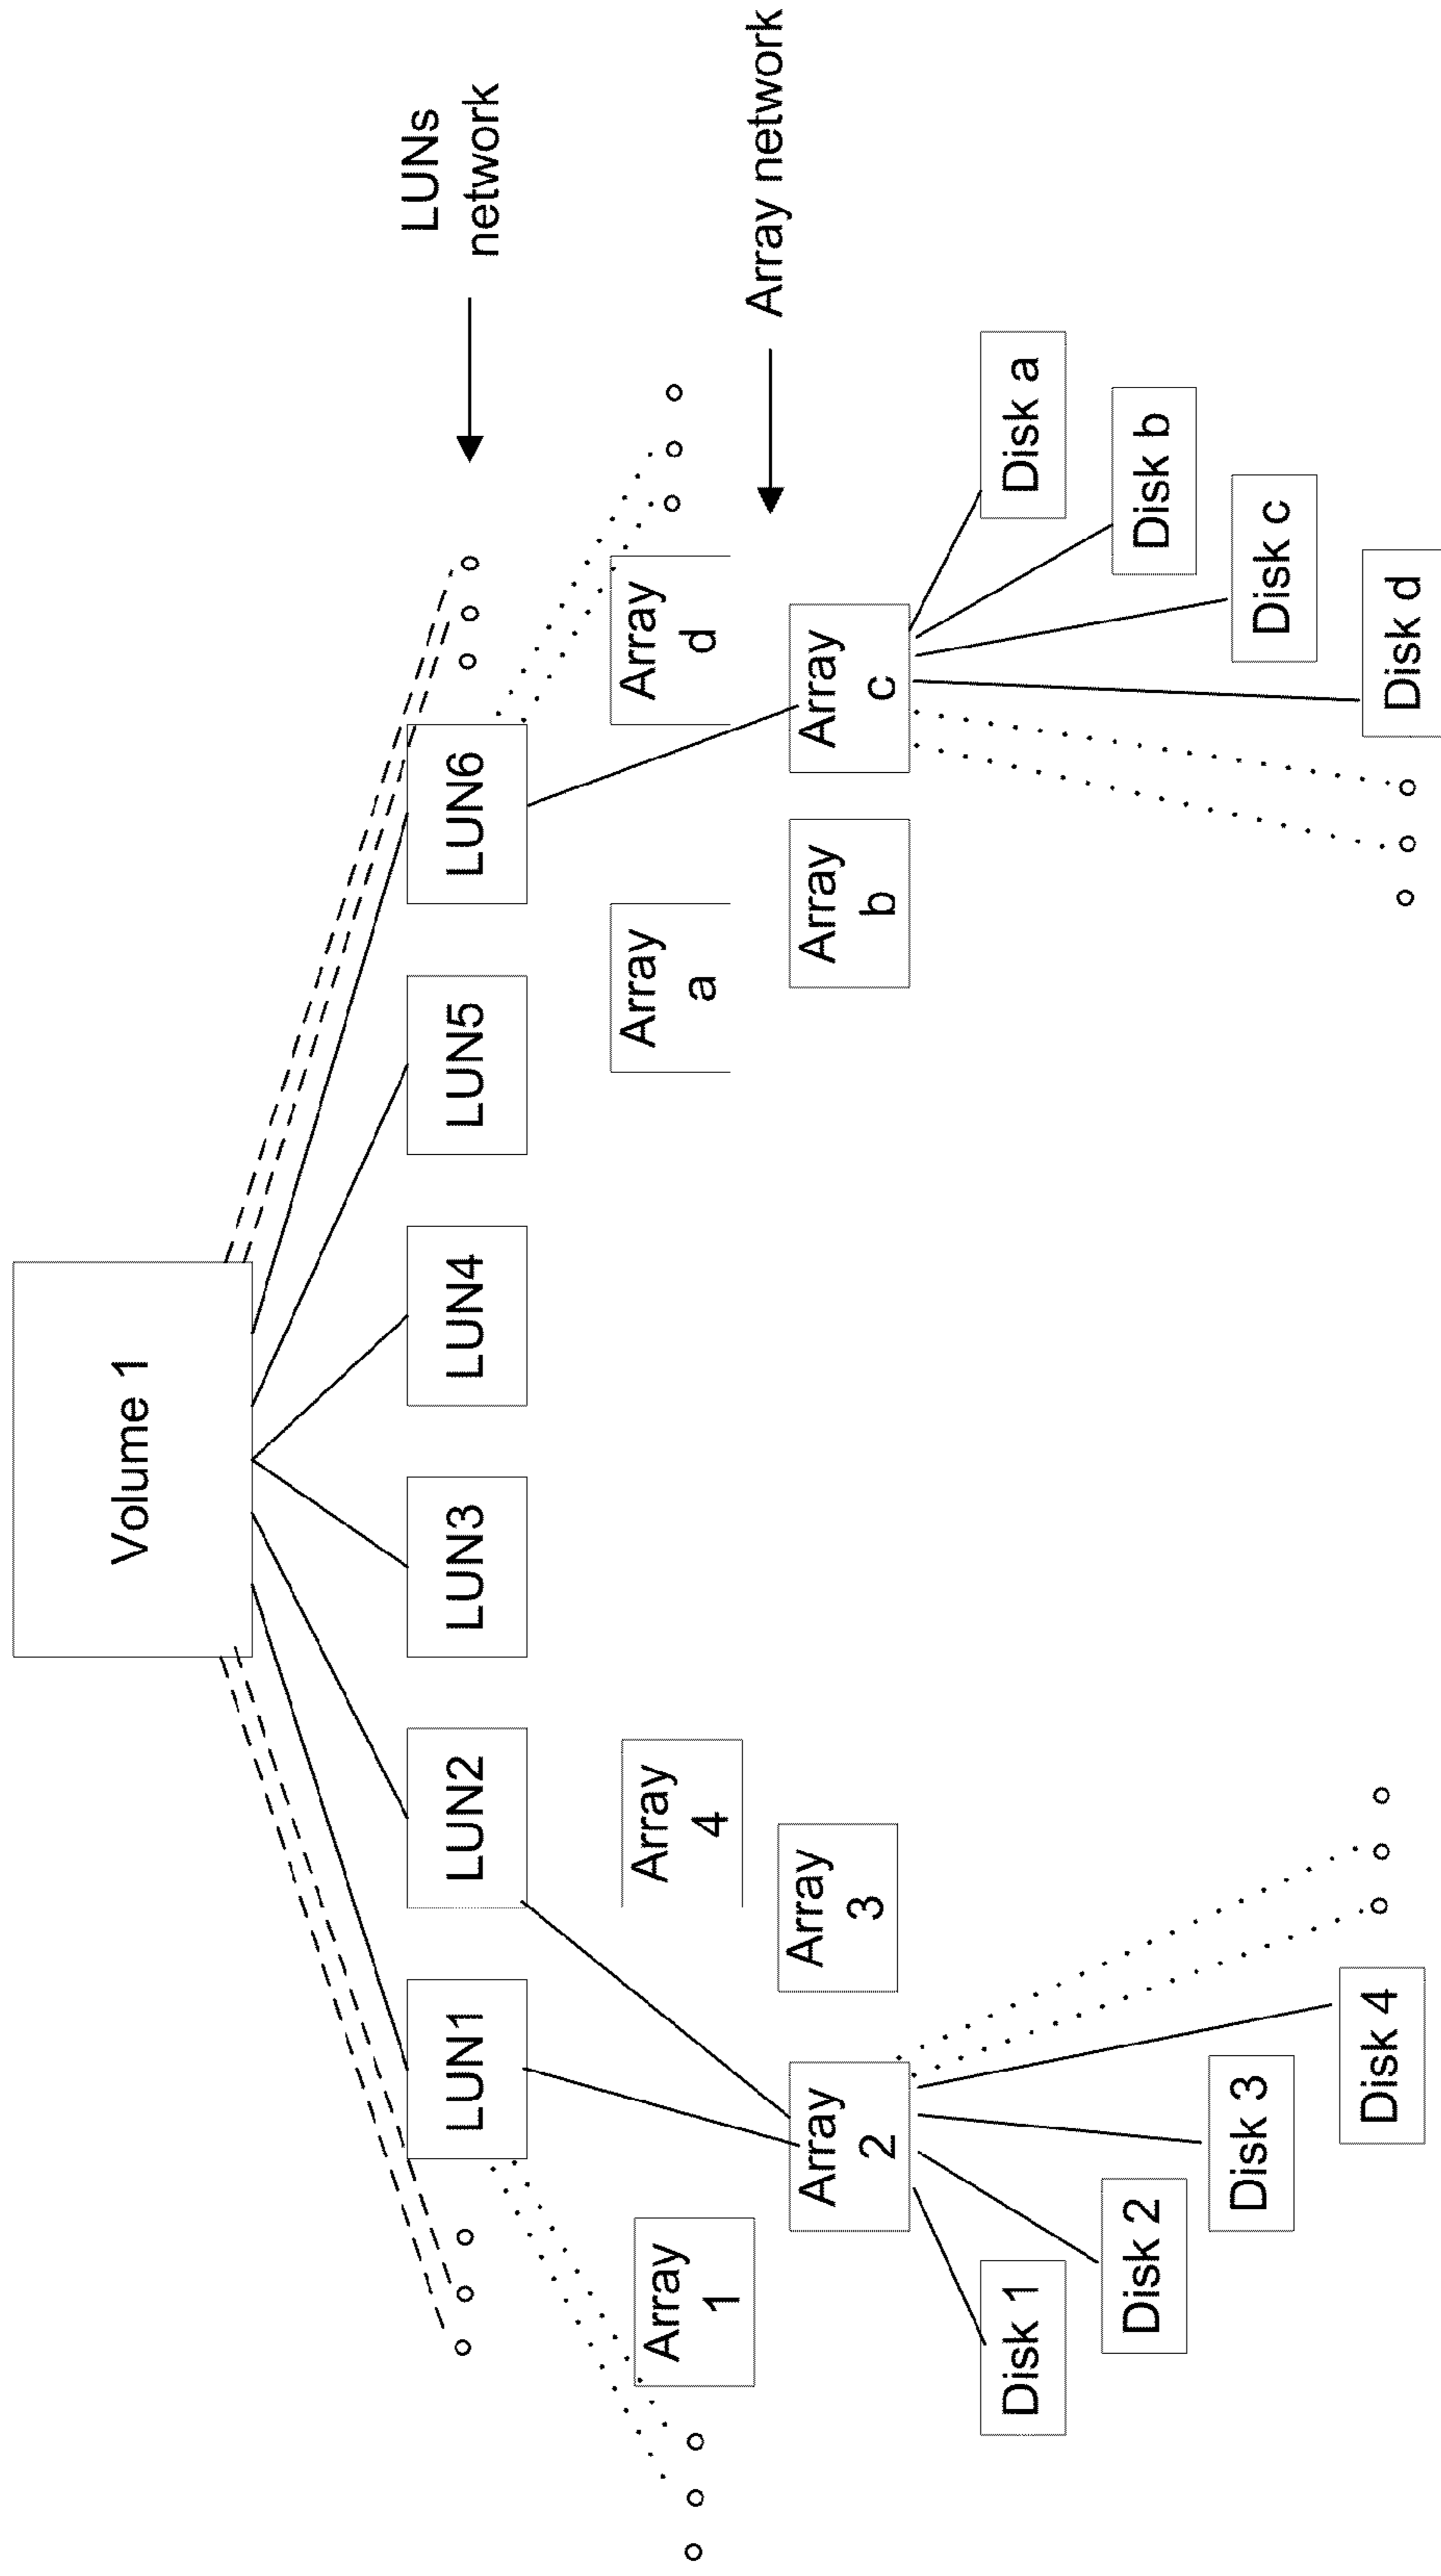 Volume 1
LUNs
network
LUN1
LUN2
LUN3
LUN4
LUN5
LUN6
Array network
Array
1
Array
4
Array
a
Array
d
Array
2
Array
3
Array
b
Array
c
Disk 1
Disk a
Disk 2
Disk b
Disk 3
Disk c
Disk 4
Disk d